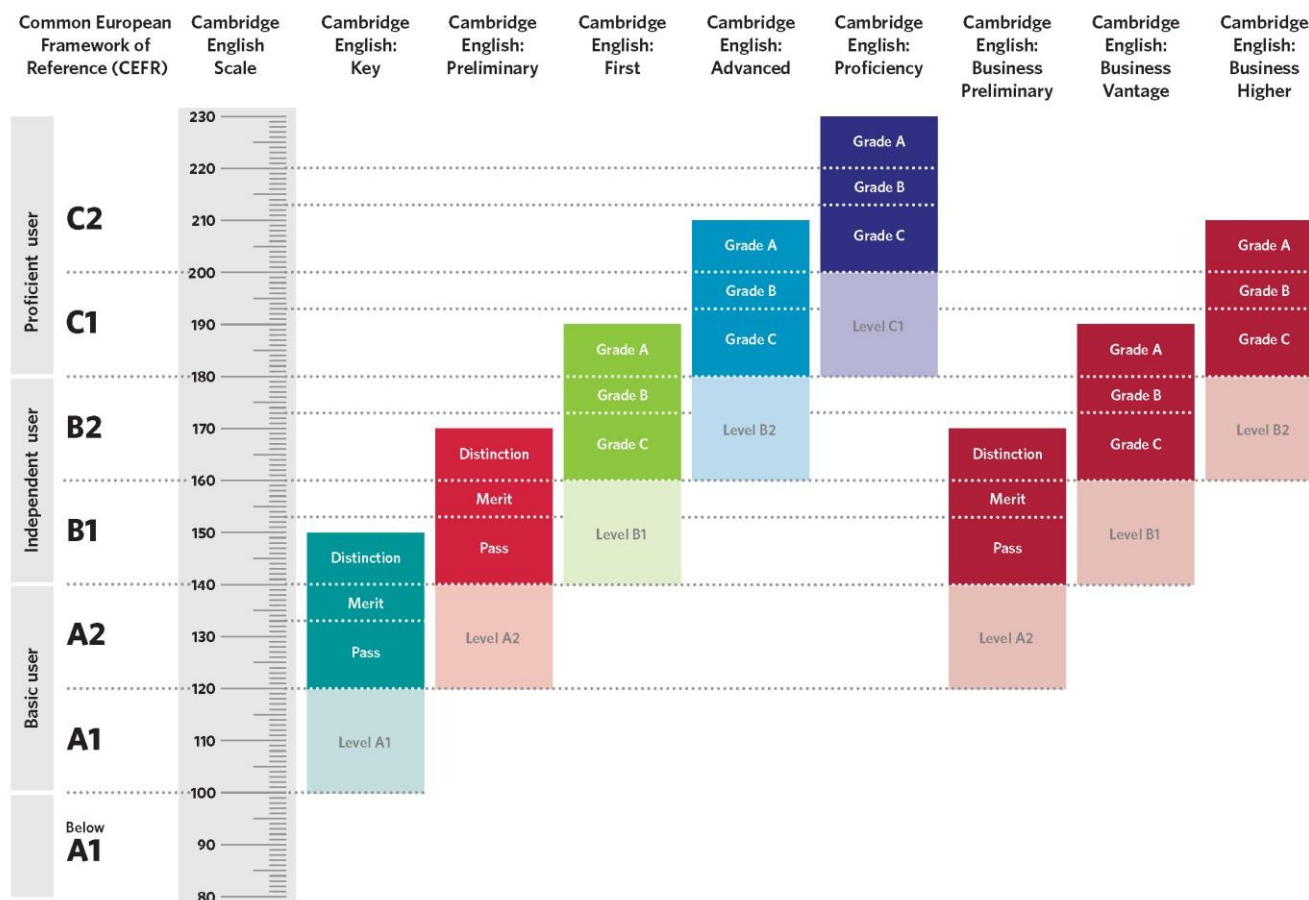 Common European
Framework of
Reference (CEFR)
Cambridge
English
Scale
Cambridge
English:
Key
Cambridge
English:
Preliminary
Cambridge
English:
First
Cambridge
English:
Advanced
Cambridge
English:
Proficiency
Cambridge
English:
Business
Preliminary
Cambridge
English:
Business
Vantage
Cambridge
English:
Business
Higher
Proficient user
Independent user
Basic user
C2
C1
B2
B1
A2
A1
Below
A1
230
220
210
200
190
180
170
160
150
140
130
120
110
100
90
80
Distinction
Merit
Pass
Level A1
Distinction
Merit
Pass
Level A2
Grade A
Grade B
Grade C
Level B1
Grade A
Grade B
Grade C
Level B2
Grade A
Grade B
Grade C
Level C1
Distinction
Merit
Pass
Level A2
Grade A
Grade B
Grade C
Level B1
Grade A
Grade B
Grade C
Level B2